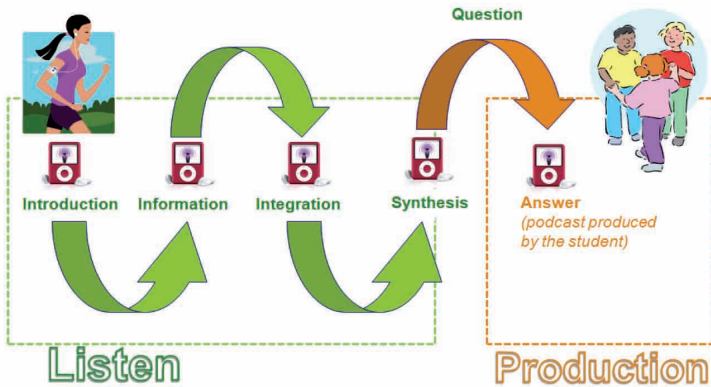 Question
Introduction
Information
Integration
Synthesis
Answer
(podcast produced
by the student)
Listen
Production